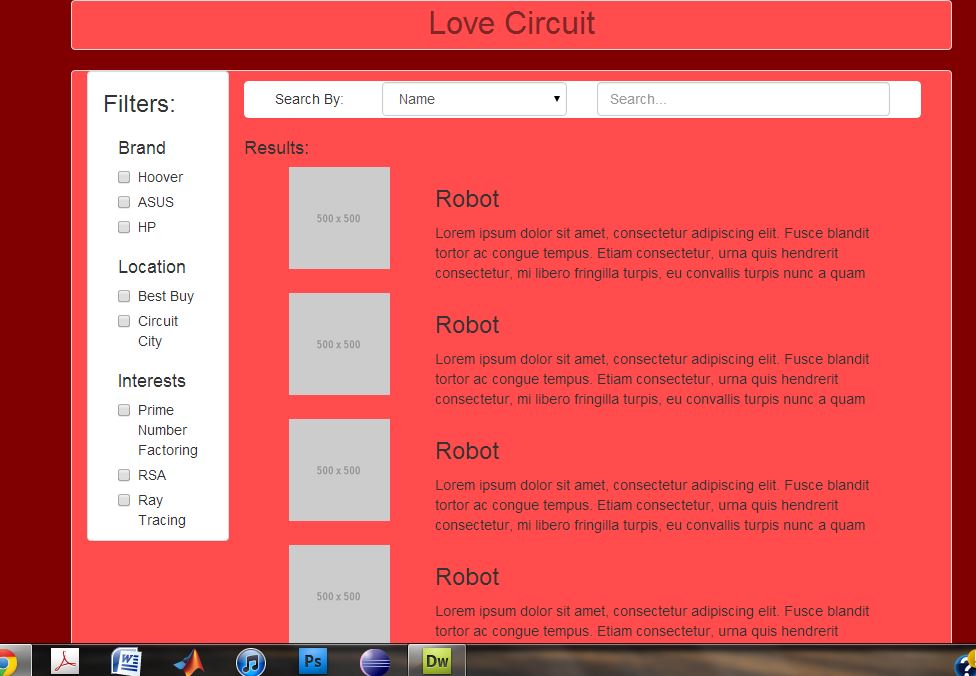 Love Circuit
Filters:
Brand
Hoover
ASUS
HP
Location
Best Buy
Circuit
City
Interests
Prime
Number
Factoring
RSA
Ray
Tracing
Search By:
Name
Search...
Results:
500 x 500
Robot
Lorem ipsum dolor sit amet, consectetur adipiscing elit. Fusce blandit
tortor ac congue tempus. Etiam consectetur, urna quis hendrerit
consectetur, mi libero fringilla turpis, eu convallis turpis nunc a quam
500 x 500
Robot
Lorem ipsum dolor sit amet, consectetur adipiscing elit. Fusce blandit
tortor ac congue tempus. Etiam consectetur, urna quis hendrerit
consectetur, mi libero fringilla turpis, eu convallis turpis nunc a quam
500 x 500
Robot
Lorem ipsum dolor sit amet, consectetur adipiscing elit. Fusce blandit
tortor ac congue tempus. Etiam consectetur, urna quis hendrerit
consectetur, mi libero fringilla turpis, eu convallis turpis nunc a quam
500 x 500
Robot
Lorem ipsum dolor sit amet, consectetur adipiscing elit. Fusce blandit
tortor ac congue tempus. Etiam consectetur, urna quis hendrerit
W
Ps
Dw
?